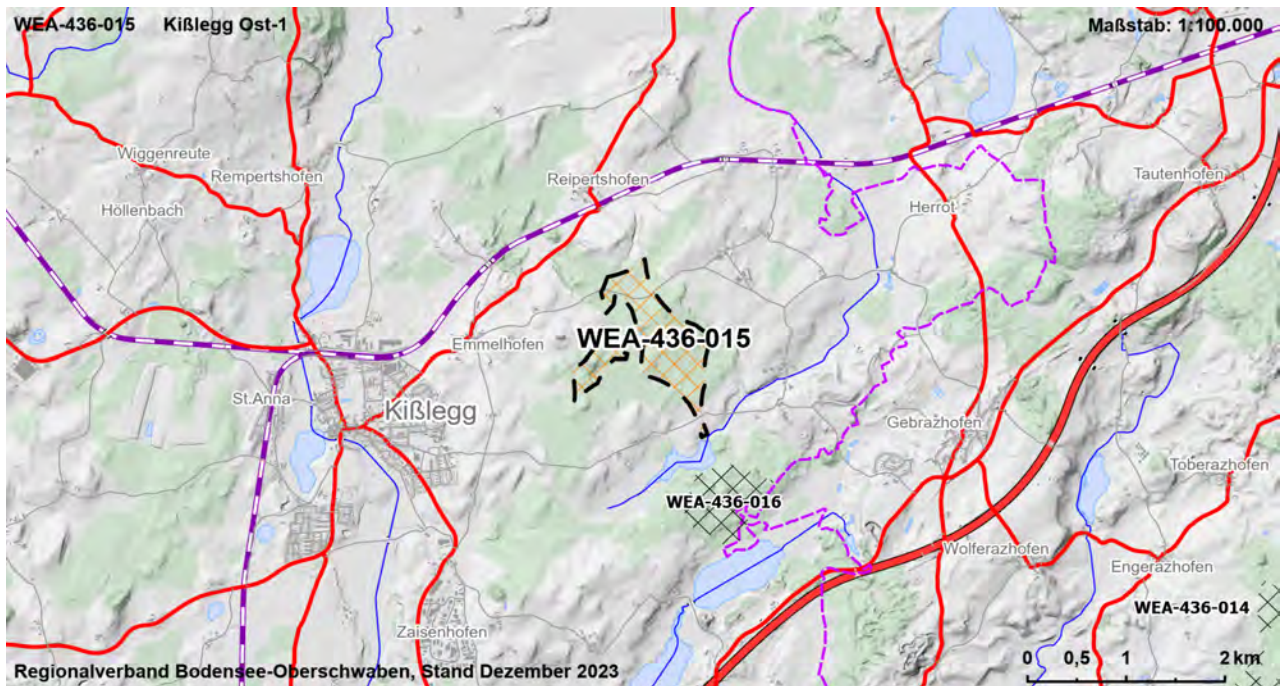 WEA-436-015 Kißlegg Ost-1
Maßstab: 1:100.000
Wiggenreute
Rempertshofen
Reipertshofen
Tautenhofen
Höllenbach
Herrot
WEA-436-015
Emmelhofen
St.Anna
Kißlegg
Gebrazhofen
Toberazhofen
WEA-436-016
Wolferazhofen
Engerazhofen
WEA-436-014
Zaisenhofen
Regionalverband Bodensee-Oberschwaben, Stand Dezember 2023
0 0,5 1 2 km